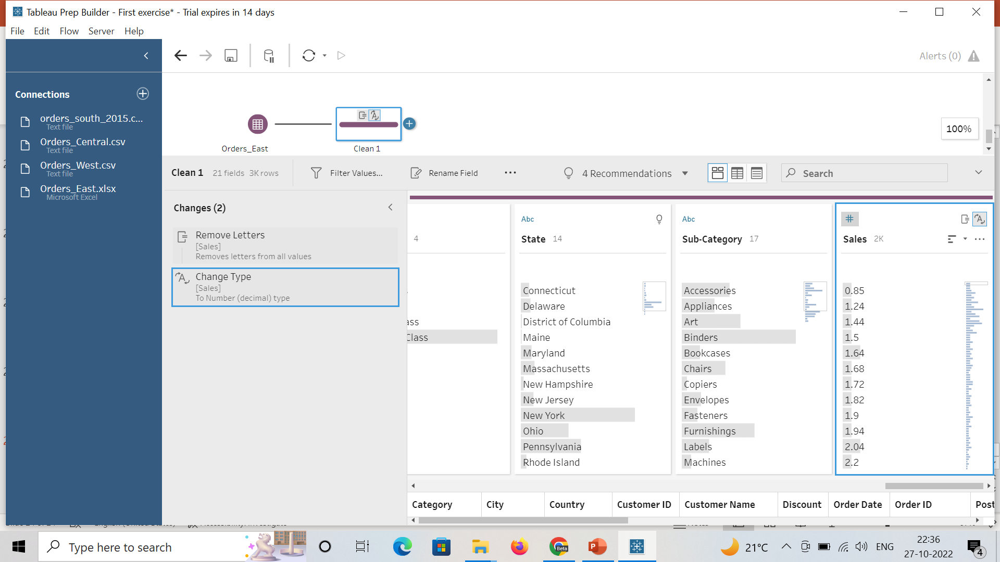 Tableau Prep Builder - First exercise* - Trial expires in 14 days
File Edit Flow Server Help
Alerts (0)
Connections
orders_south_2015.c...
Text file
Orders_Central.csv
Text file
Orders_West.csv
Text file
Orders_East.xlsx
Microsoft Excel
Orders_East
Clean 1
100%
Clean 1 21 fields 3K rows Filter Values... Rename Field ... 4 Recommendations Search
Changes (2)
Remove Letters
[Sales]
Removes letters from all values
Change Type
[Sales]
To Number (decimal) type
4
ass
Class
Abc
State 14
Connecticut
Delaware
District of Columbia
Maine
Maryland
Massachusetts
New Hampshire
New Jersey
New York
Ohio
Pennsylvania
Rhode Island
Abc
Sub-Category 17
Accessories
Appliances
Art
Binders
Bookcases
Chairs
Copiers
Envelopes
Fasteners
Furnishings
Labels
Machines
#
Sales 2K
0.85
1.24
1.44
1.5
1.64
1.68
1.72
1.82
1.9
1.94
2.04
2.2
Category City Country Customer ID Customer Name Discount Order Date Order ID Post
Type here to search
Beta
P
21°C
ENG
22:36
27-10-2022
4